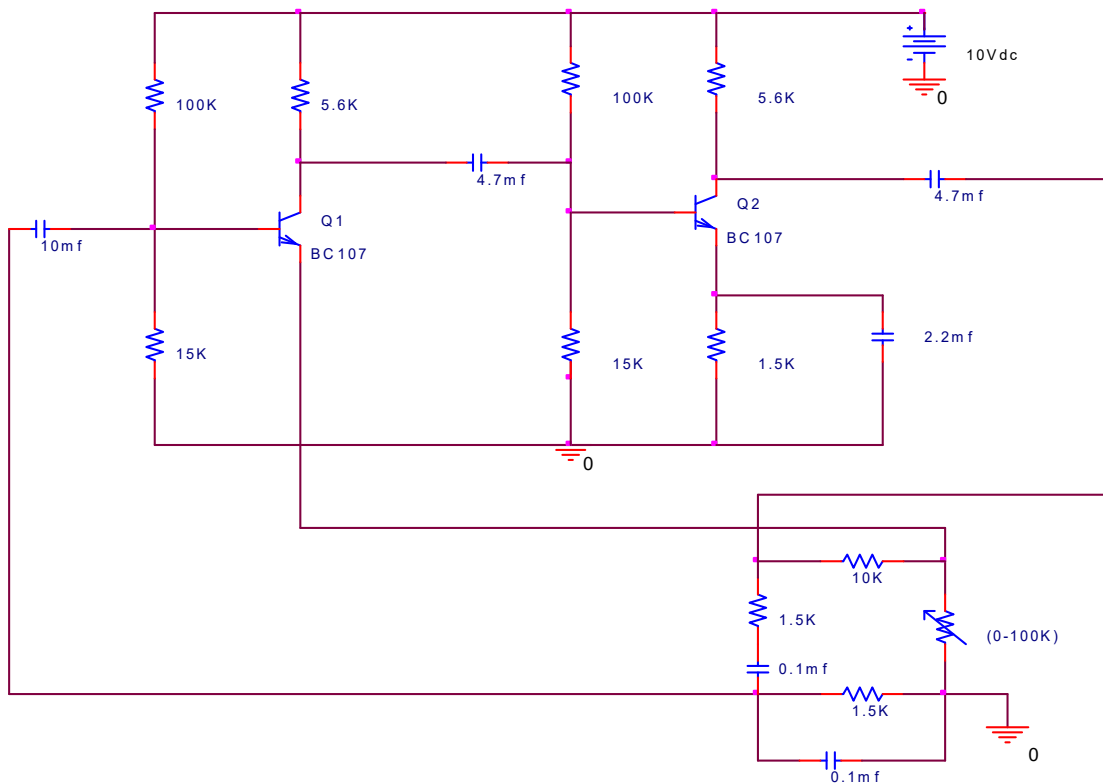 +
-
10Vdc
0
100K
5.6K
100K
5.6K
4.7mf
4.7mf
10mf
Q1
BC107
Q2
BC107
15K
15K
1.5K
2.2mf
0
10K
1.5K
(0-100K)
0.1mf
1.5K
0
0.1mf